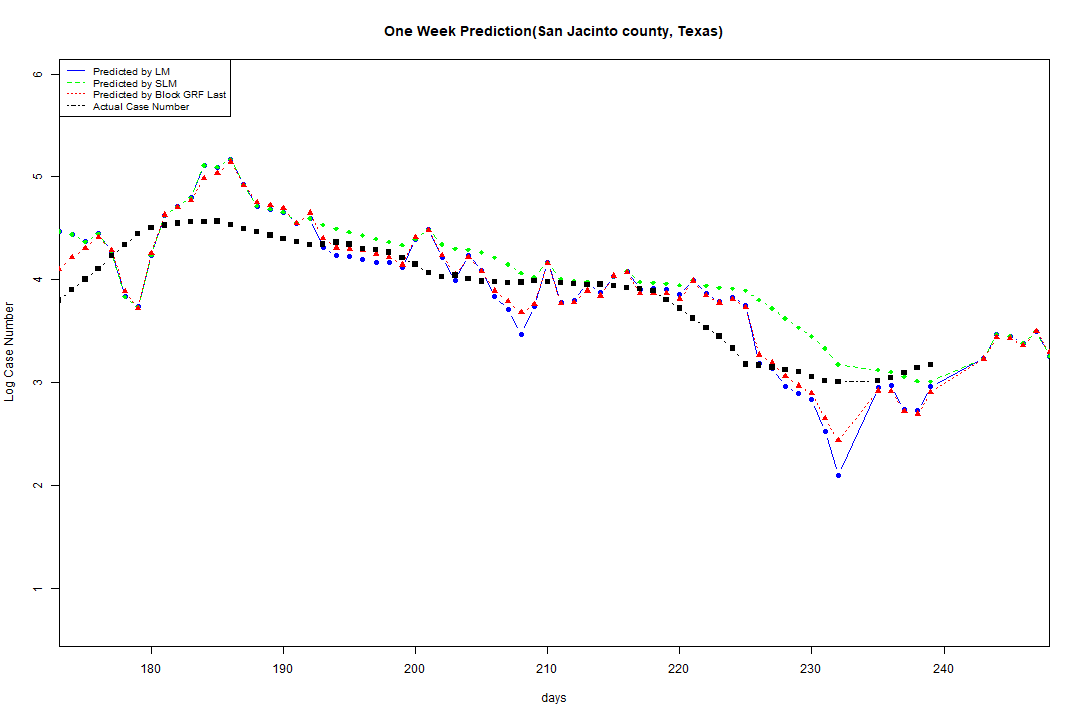 One Week Prediction(San Jacinto county, Texas)
Predicted by LM
Predicted by SLM
Predicted by Block GRF Last
Actual Case Number
6
5
4
3
2
1
Log Case Number
180 190 200 210 220 230 240
days